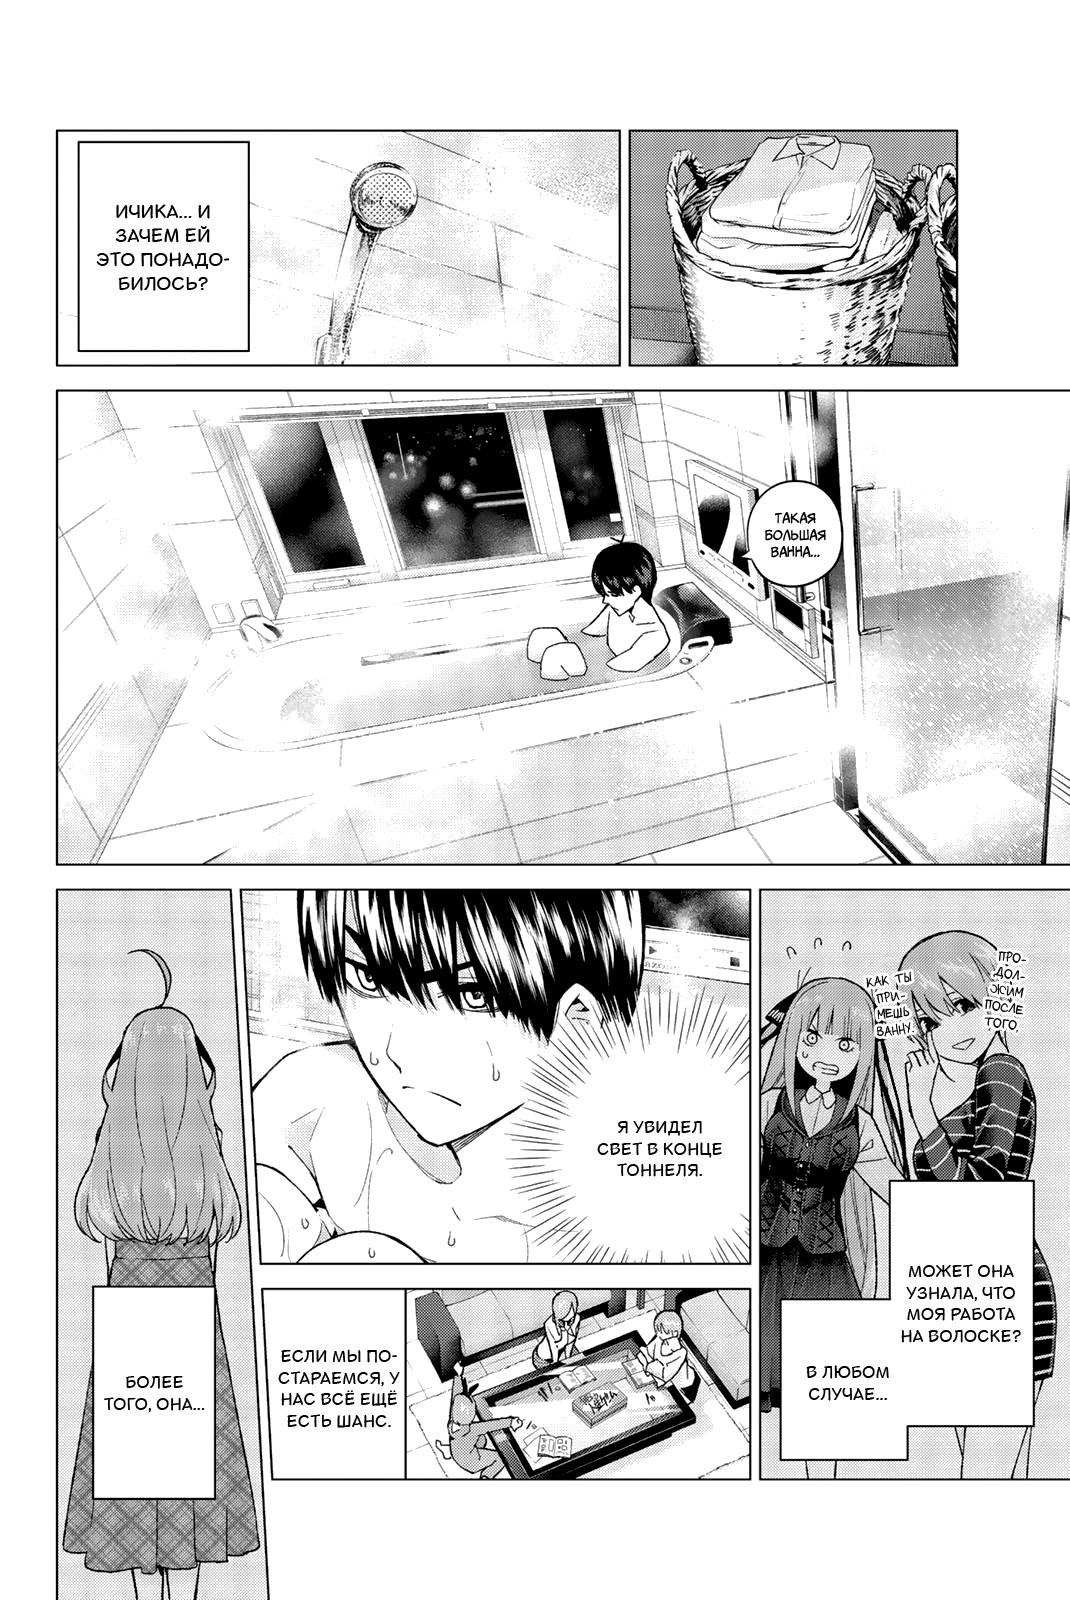 ИЧИКА... И
ЗАЧЕМ ЕЙ
ЭТО ПОНАДО-
БИЛОСЬ?
ТАКАЯ
БОЛЬШАЯ
ВАННА...
ПРО-
ДОЛ-
ЖИМ
ПОСЛЕ
ТОГО,
КАК ТЫ
ПРИ-
МЕШЬ
ВАННУ.
МОЖЕТ ОНА
УЗНАЛА, ЧТО
МОЯ РАБОТА
НА ВОЛОСКЕ?
В ЛЮБОМ
СЛУЧАЕ...
Я УВИДЕЛ
СВЕТ В КОНЦЕ
ТОННЕЛЯ.
ЕСЛИ МЫ ПО-
СТАРАЕМСЯ, У
НАС ВСЁ ЕЩЁ
ЕСТЬ ШАНС.
БОЛЕЕ
ТОГО, ОНА...